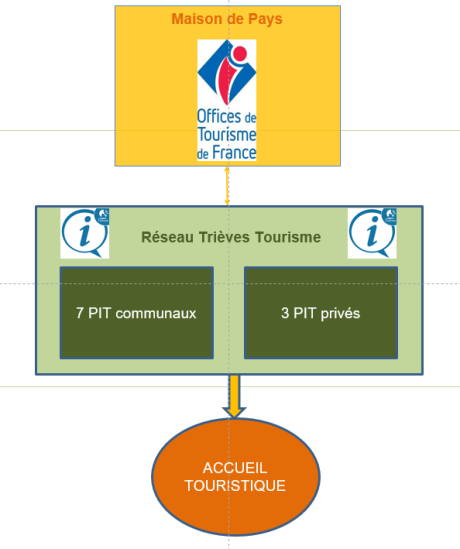 Maison de Pays
Offices de
Tourisme
de France
Réseau Trièves Tourisme
7 PIT communaux
3 PIT privés
ACCUEIL
TOURISTIQUE